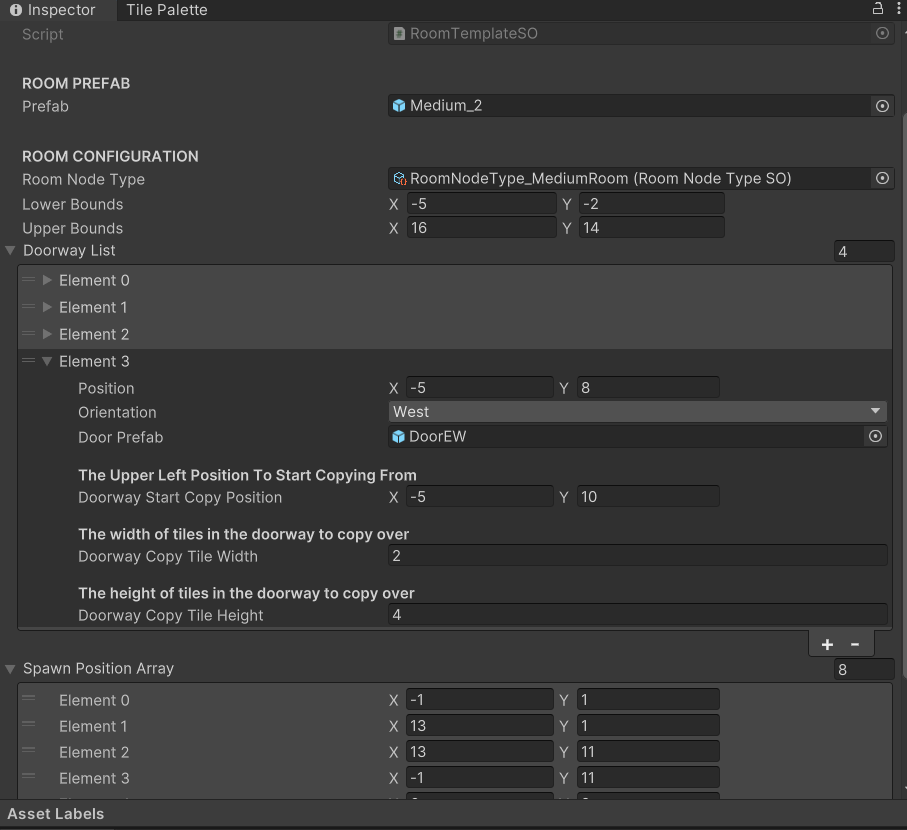 Inspector Tile Palette
Script RoomTemplateSO
ROOM PREFAB
Prefab Medium_2
ROOM CONFIGURATION
Room Node Type RoomNodeType_MediumRoom (Room Node Type SO)
Lower Bounds X -5 Y -2
Upper Bounds X 16 Y 14
Doorway List 4
Element 0
Element 1
Element 2
Element 3
Position X -5 Y 8
Orientation West
Door Prefab DoorEW
The Upper Left Position To Start Copying From
Doorway Start Copy Position X -5 Y 10
The width of tiles in the doorway to copy over
Doorway Copy Tile Width 2
The height of tiles in the doorway to copy over
Doorway Copy Tile Height 4
+ -
Spawn Position Array 8
Element 0 X -1 Y 1
Element 1 X 13 Y 1
Element 2 X 13 Y 11
Element 3 X -1 Y 11
Asset Labels